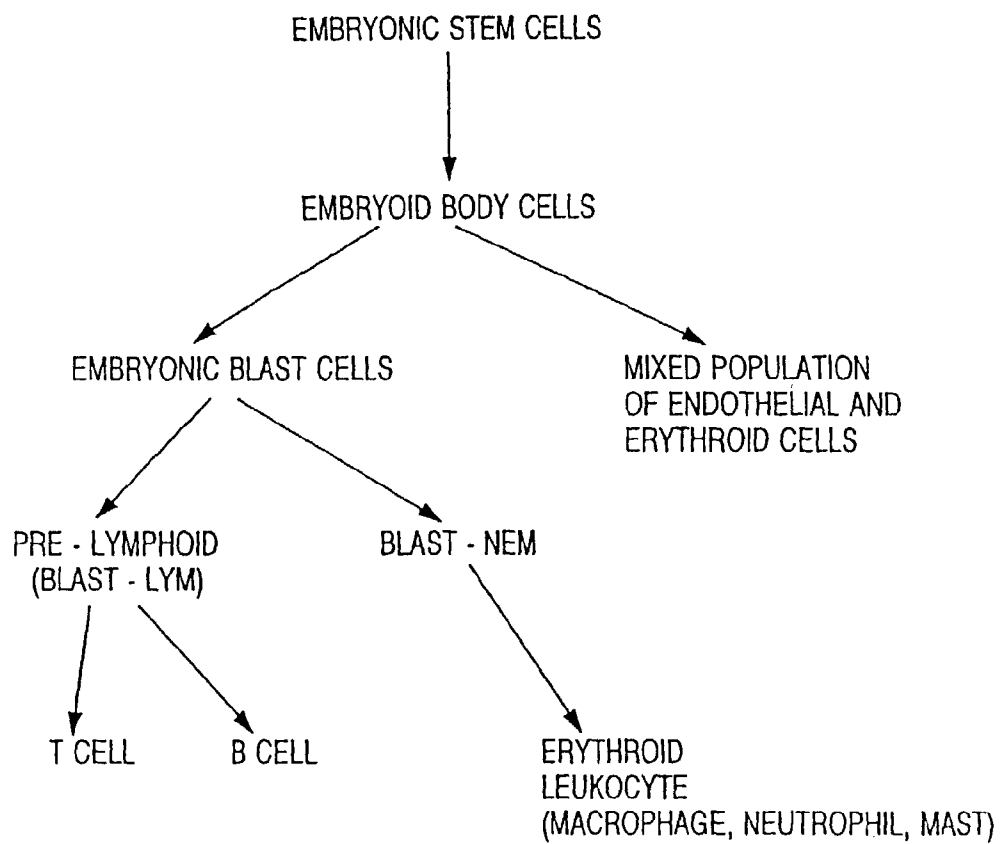 EMBRYONIC STEM CELLS
EMBRYOID BODY CELLS
EMBRYONIC BLAST CELLS
MIXED POPULATION
OF ENDOTHELIAL AND
ERYTHROID CELLS
PRE - LYMPHOID
(BLAST - LYM)
BLAST - NEM
T CELL
B CELL
ERYTHROID
LEUKOCYTE
(MACROPHAGE, NEUTROPHIL, MAST)